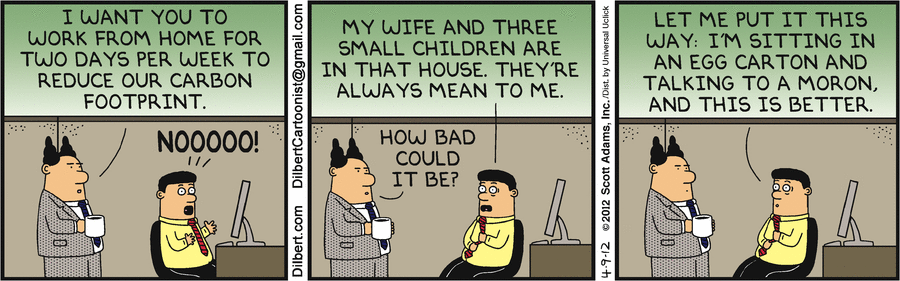 I WANT YOU TO
WORK FROM HOME FOR
TWO DAYS PER WEEK TO
REDUCE OUR CARBON
FOOTPRINT.
NOOOOO!
Dilbert.com DilbertCartoonist@gmail.com
MY WIFE AND THREE
SMALL CHILDREN ARE
IN THAT HOUSE. THEY'RE
ALWAYS MEAN TO ME.
HOW BAD
COULD
IT BE?
4-9-12 © 2012 Scott Adams, Inc. /Dist. by Universal Uclick
LET ME PUT IT THIS
WAY: I'M SITTING IN
AN EGG CARTON AND
TALKING TO A MORON,
AND THIS IS BETTER.